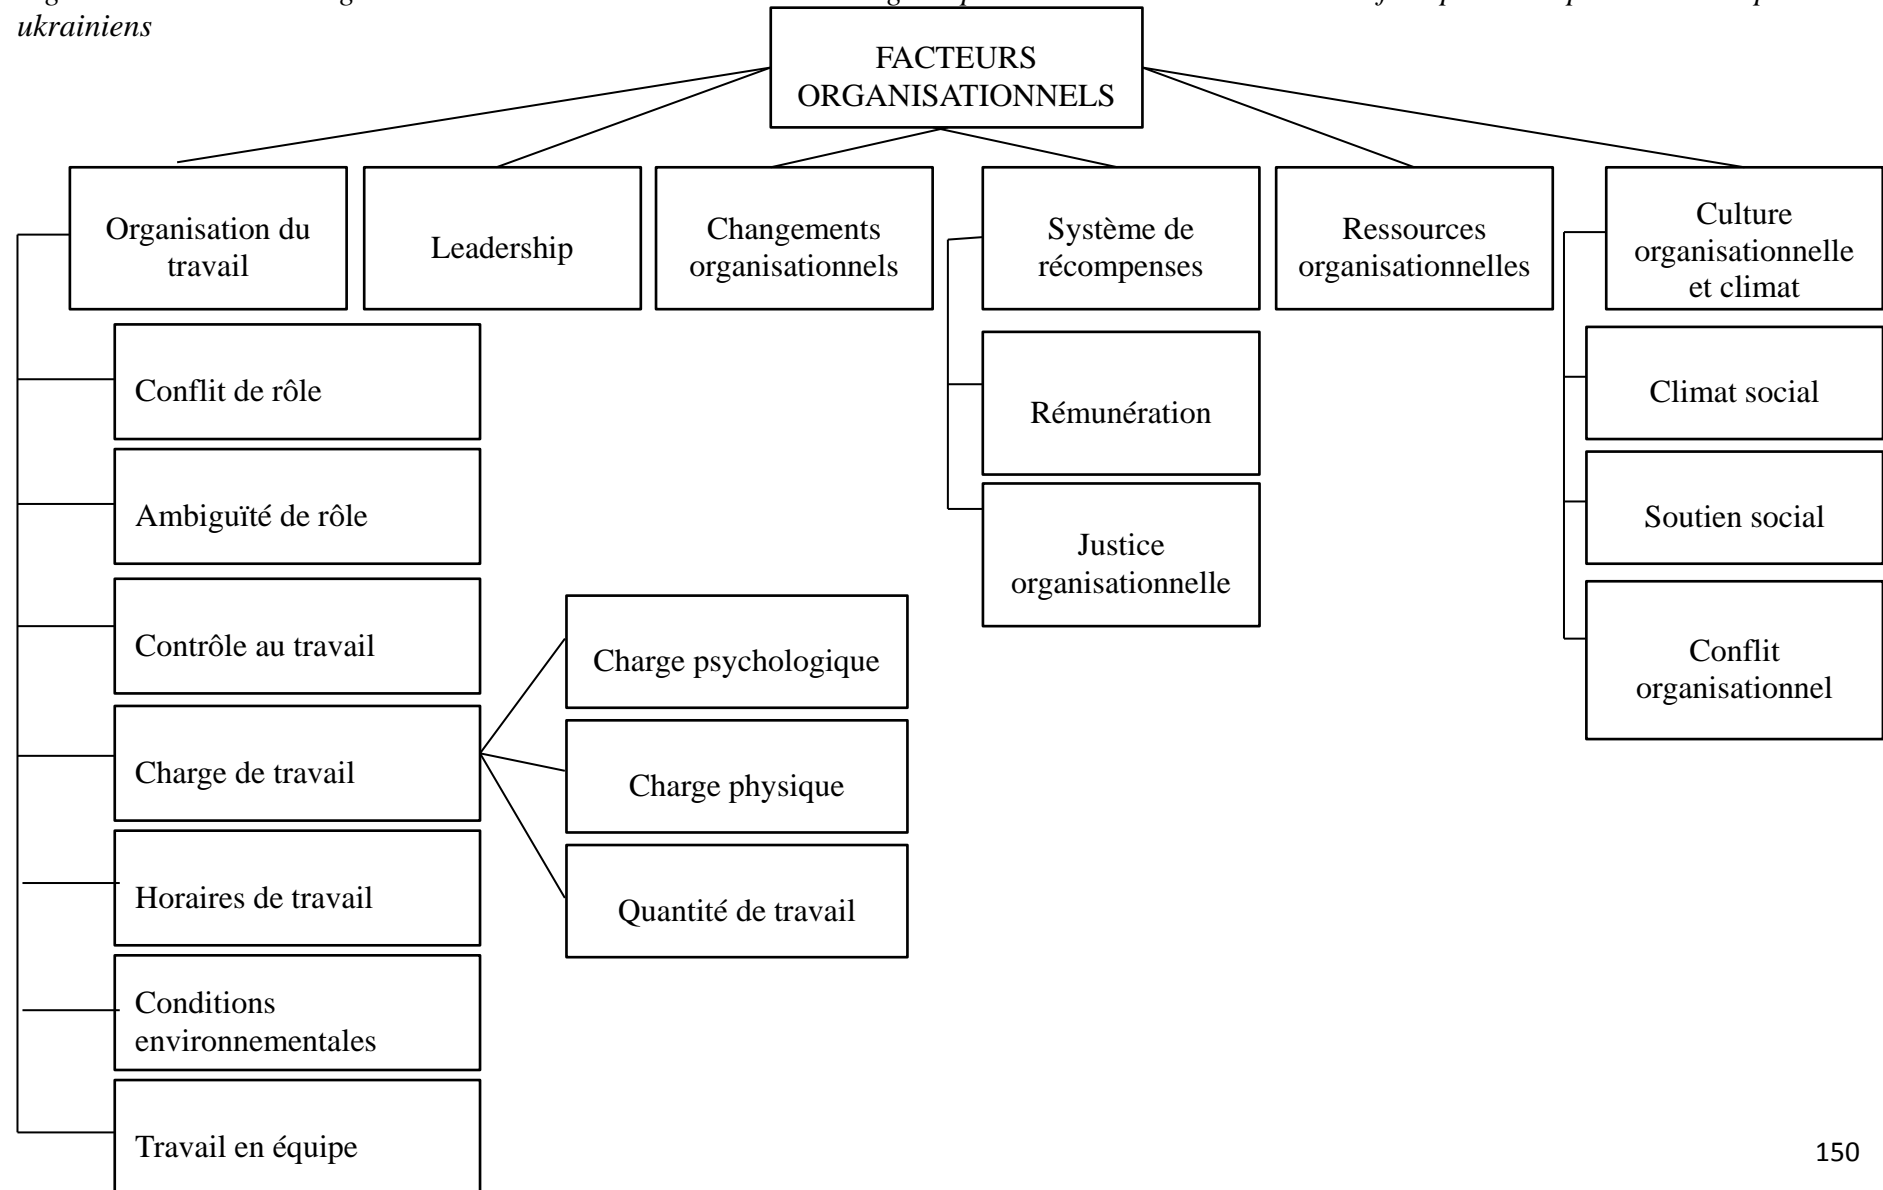 ukrainiens
FACTEURS
ORGANISATIONNELS
Organisation du
travail
Leadership
Changements
organisationnels
Système de
récompenses
Ressources
organisationnelles
Culture
organisationnelle
et climat
Conflit de rôle
Ambiguïté de rôle
Contrôle au travail
Charge de travail
Horaires de travail
Conditions
environnementales
Travail en équipe
Charge psychologique
Charge physique
Quantité de travail
Rémunération
Justice
organisationnelle
Climat social
Soutien social
Conflit
organisationnel
150